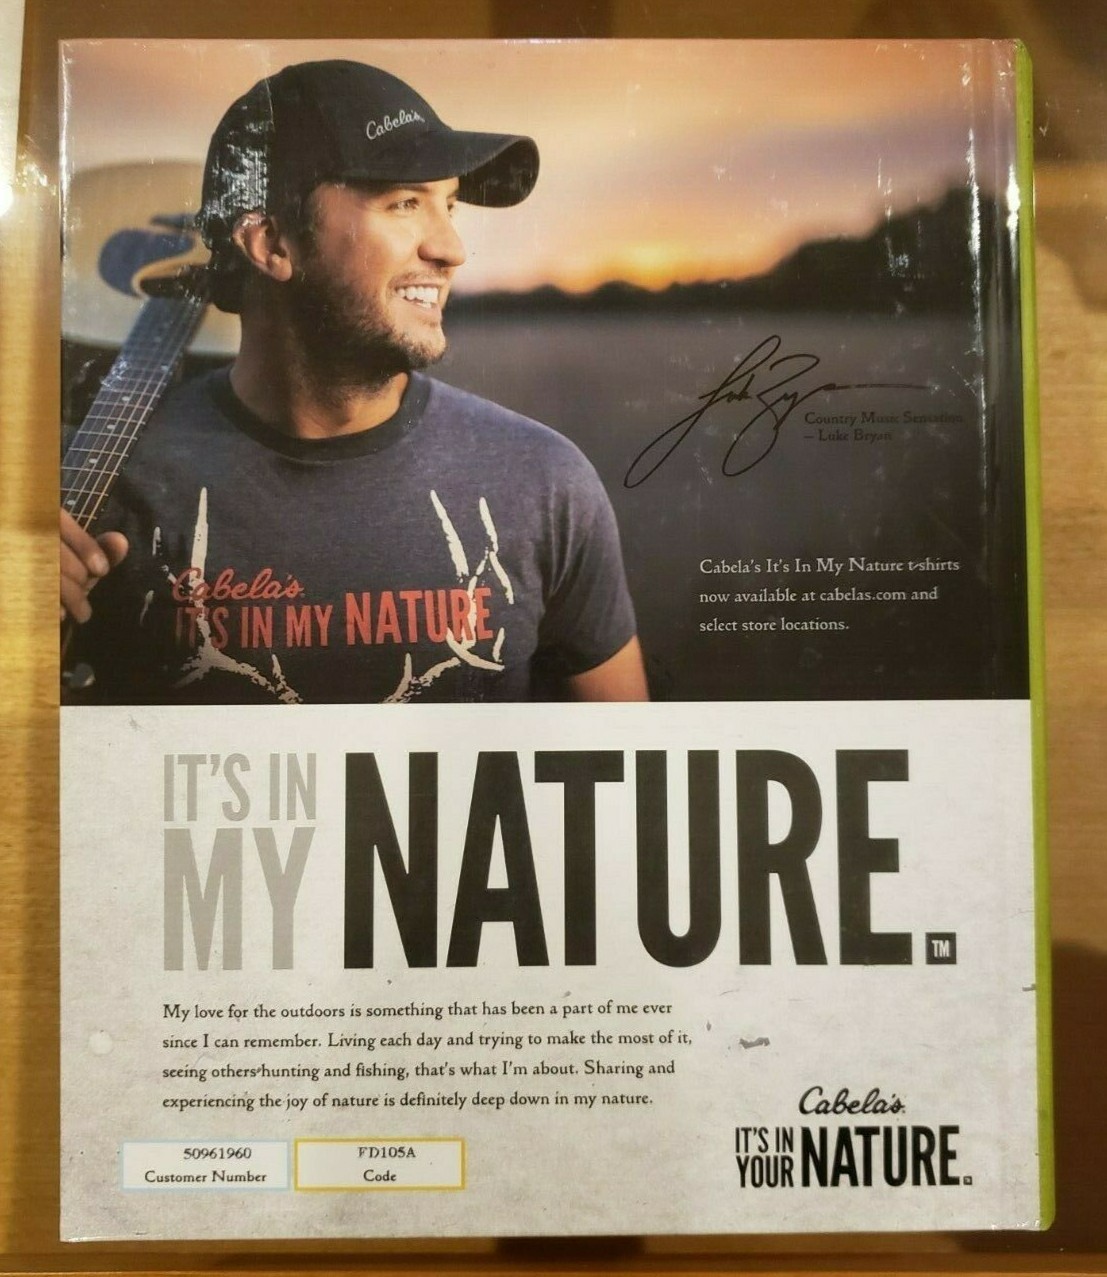 Cabela's
Luke Bryan
Country Music Sensation
– Luke Bryan
Cabela's It's In My Nature t-shirts
now available at cabelas.com and
select store locations.
Cabela's
IT'S IN MY NATURE
IT'S IN
MY NATURE.
TM
My love for the outdoors is something that has been a part of me ever
since I can remember. Living each day and trying to make the most of it,
seeing others hunting and fishing, that's what I'm about. Sharing and
experiencing the joy of nature is definitely deep down in my nature.
50961960
Customer Number
FD105A
Code
Cabela's
IT'S IN
YOUR NATURE.